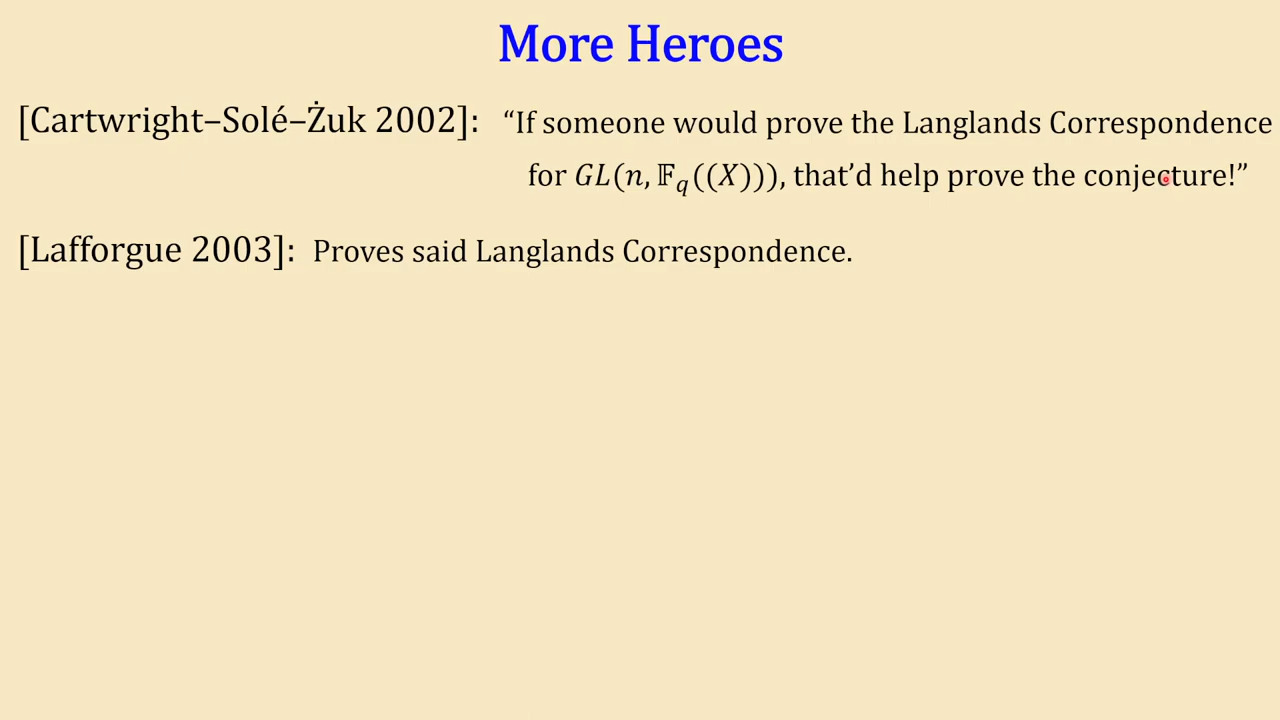 More Heroes
[Cartwright–Solé–Żuk 2002]: “If someone would prove the Langlands Correspondence
for GL(n, 𝔽_q((X))), that’d help prove the conjecture!”
[Lafforgue 2003]: Proves said Langlands Correspondence.